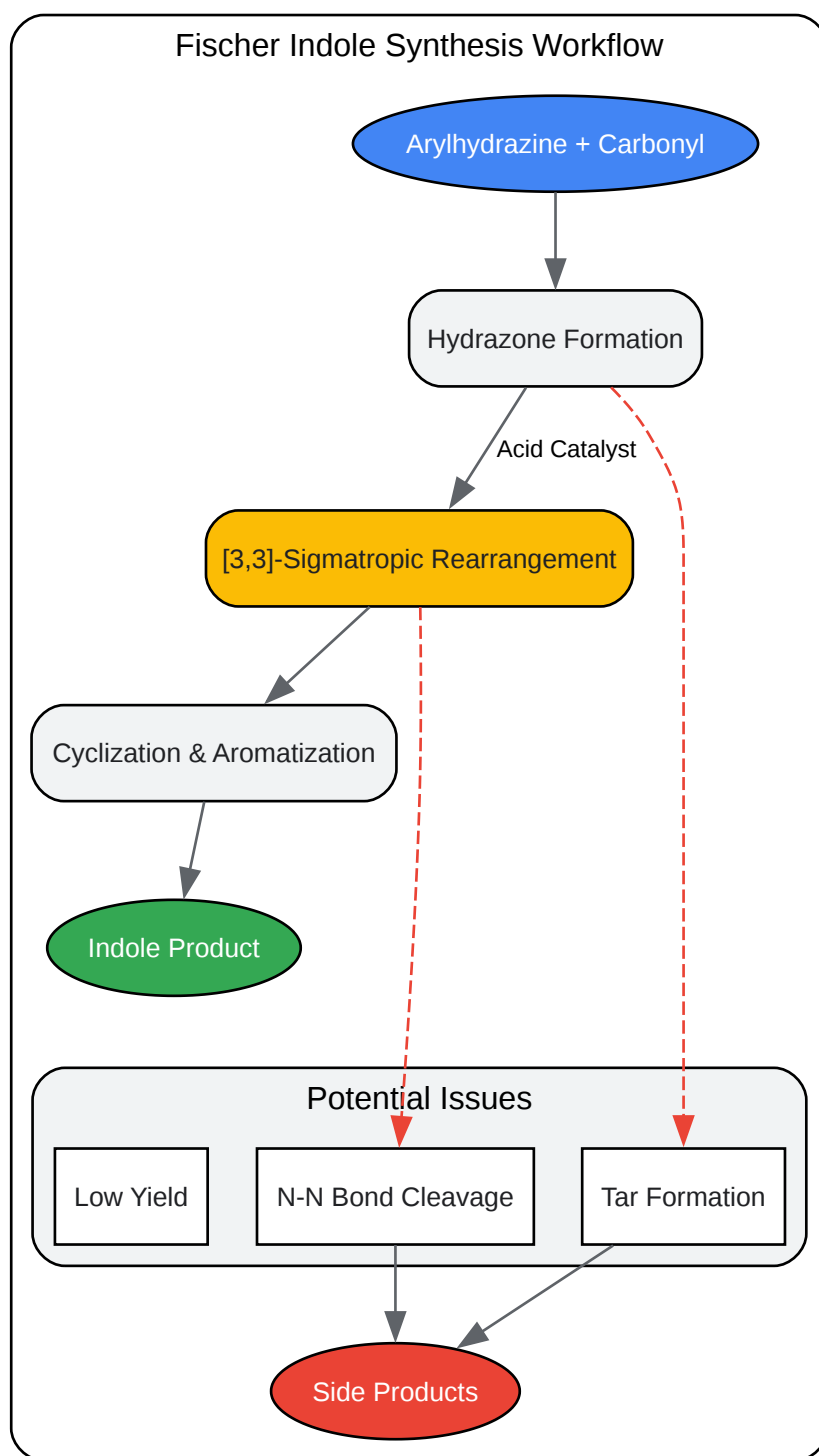 Fischer Indole Synthesis Workflow
Arylhydrazine + Carbonyl
Hydrazone Formation
Acid Catalyst
[3,3]-Sigmatropic Rearrangement
Cyclization & Aromatization
Indole Product
Potential Issues
Low Yield
N-N Bond Cleavage
Tar Formation
Side Products